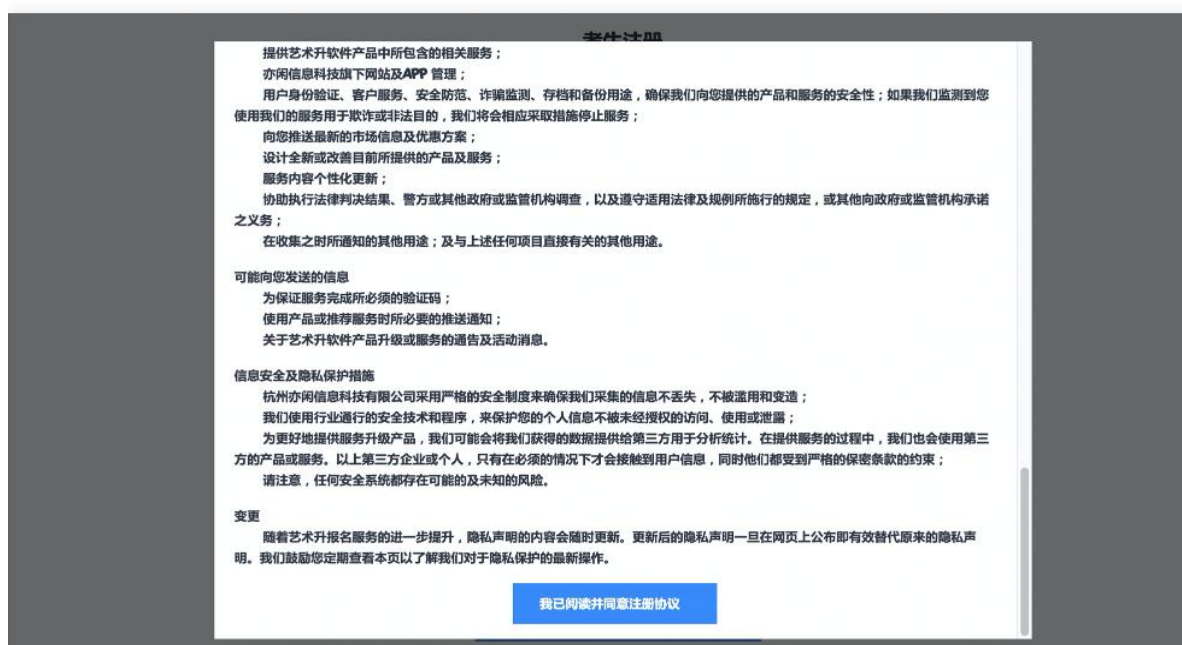 考生注册
提供艺术升软件产品中所包含的相关服务；
亦闲信息科技旗下网站及APP 管理；
用户身份验证、客户服务、安全防范、诈骗监测、存档和备份用途，确保我们向您提供的产品和服务的安全性；如果我们监测到您
使用我们的服务用于欺诈或非法目的，我们将会相应采取措施停止服务；
向您推送最新的市场信息及优惠方案；
设计全新或改善目前所提供的产品及服务；
服务内容个性化更新；
协助执行法律判决结果、警方或其他政府或监管机构调查，以及遵守适用法律及规例所施行的规定，或其他向政府或监管机构承诺
之义务；
在收集之时所通知的其他用途；及与上述任何项目直接有关的其他用途。
可能向您发送的信息
为保证服务完成所必须的验证码；
使用产品或推荐服务时所必要的推送通知；
关于艺术升软件产品升级或服务的通告及活动消息。
信息安全及隐私保护措施
杭州亦闲信息科技有限公司采用严格的安全制度来确保我们采集的信息不丢失，不被滥用和变造；
我们使用行业通行的安全技术和程序，来保护您的个人信息不被未经授权的访问、使用或泄露；
为更好地提供服务升级产品，我们可能会将我们获得的数据提供给第三方用于分析统计。在提供服务的过程中，我们也会使用第三
方的产品或服务。以上第三方企业或个人，只有在必须的情况下才会接触到用户信息，同时他们都受到严格的保密条款的约束；
请注意，任何安全系统都存在可能的及未知的风险。
变更
随着艺术升报名服务的进一步提升，隐私声明的内容会随时更新。更新后的隐私声明一旦在网页上公布即有效替代原来的隐私声
明。我们鼓励您定期查看本页以了解我们对于隐私保护的最新操作。
我已阅读并同意注册协议